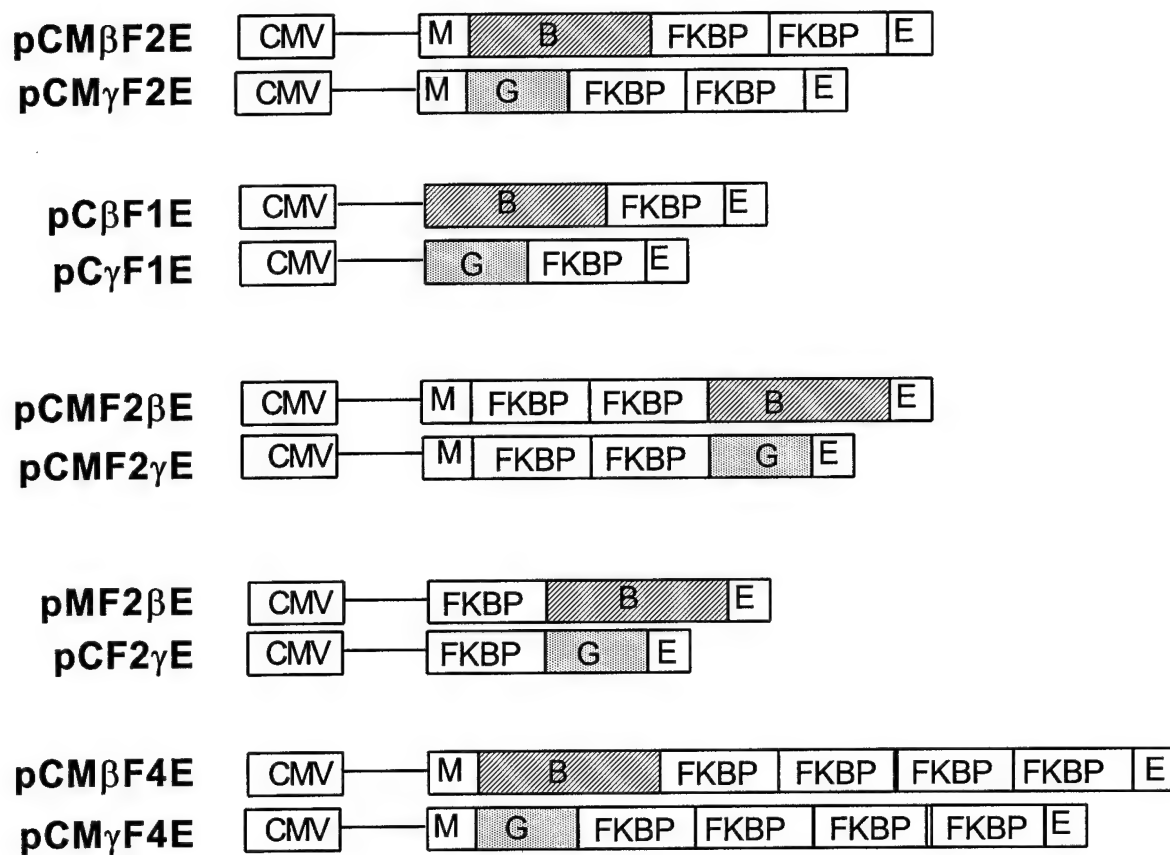 pCMβF2E CMV M B FKBP FKBP E
pCMγF2E CMV M G FKBP FKBP E
pCβF1E CMV B FKBP E
pCγF1E CMV G FKBP E
pCMF2βE CMV M FKBP FKBP B E
pCMF2γE CMV M FKBP FKBP G E
pMF2βE CMV FKBP B E
pCF2γE CMV FKBP G E
pCMβF4E CMV M B FKBP FKBP FKBP FKBP E
pCMγF4E CMV M G FKBP FKBP FKBP FKBP E